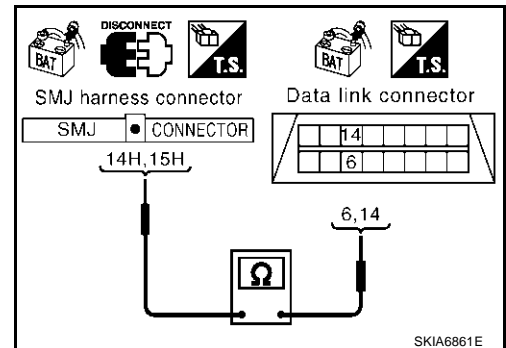 DISCONNECT
BAT
T.S.
BAT
T.S.
SMJ harness connector
Data link connector
SMJ CONNECTOR
14
6
14H,15H
6,14
Ω
SKIA6861E